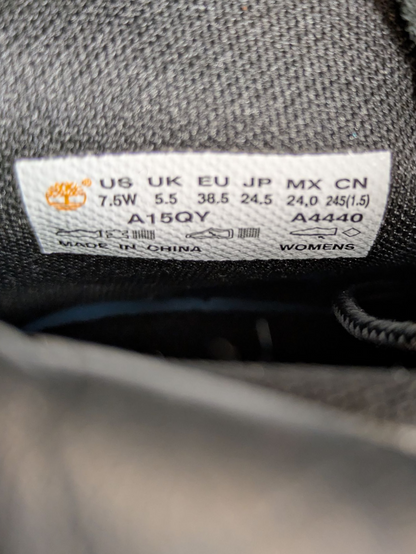 US UK EU JP MX CN
7.5W 5.5 38.5 24.5 24,0 245(1.5)
A15QY A4440
MADE IN CHINA WOMENS